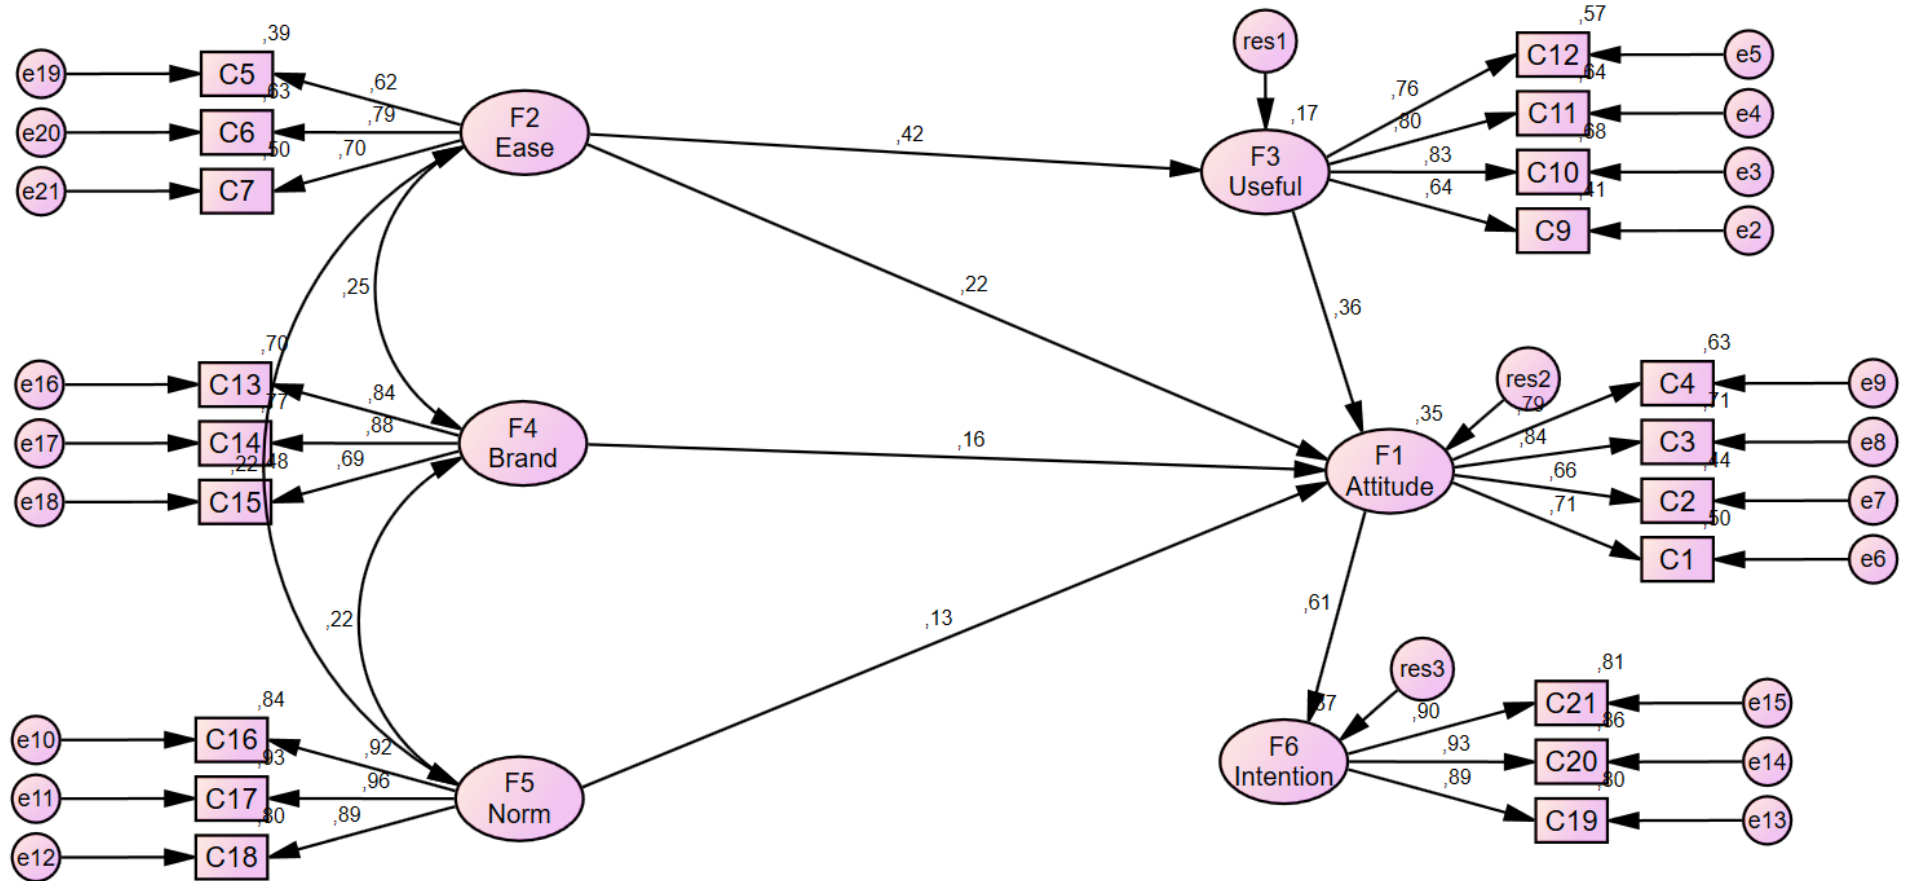 ,39
e19
C5
,62
,63
e20
C6
,79
,50
e21
C7
,70
F2
Ease
,42
res1
,17
F3
Useful
,57
,76
C12
e5
,64
,80
C11
e4
,68
,83
C10
e3
,41
,64
C9
e2
,25
,22
,36
,70
e16
C13
,84
,77
e17
C14
,88
,22
,48
e18
C15
,69
F4
Brand
,16
res2
,35
F1
Attitude
,63
,79
C4
e9
,71
,84
C3
e8
,44
,66
C2
e7
,50
,71
C1
e6
,22
,13
,61
,84
e10
C16
,92
,93
e11
C17
,96
,80
e12
C18
,89
F5
Norm
res3
F6
Intention
,81
,90
C21
e15
,86
,93
C20
e14
,80
,89
C19
e13